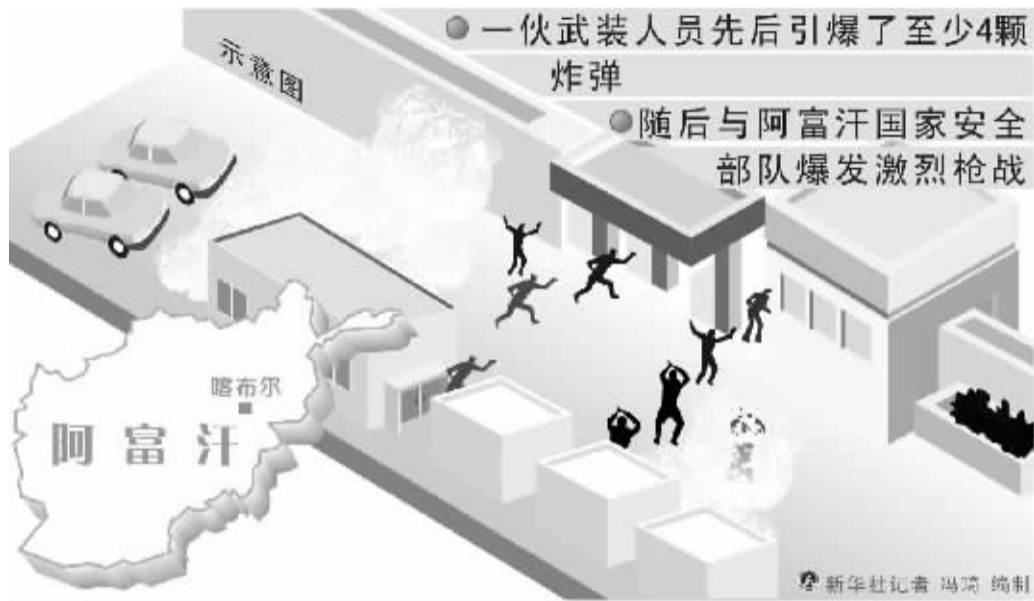 一伙武装人员先后引爆了至少4颗
炸弹
随后与阿富汗国家安全
部队爆发激烈枪战
示意图
喀布尔
阿富汗
新华社记者 冯琦 编制